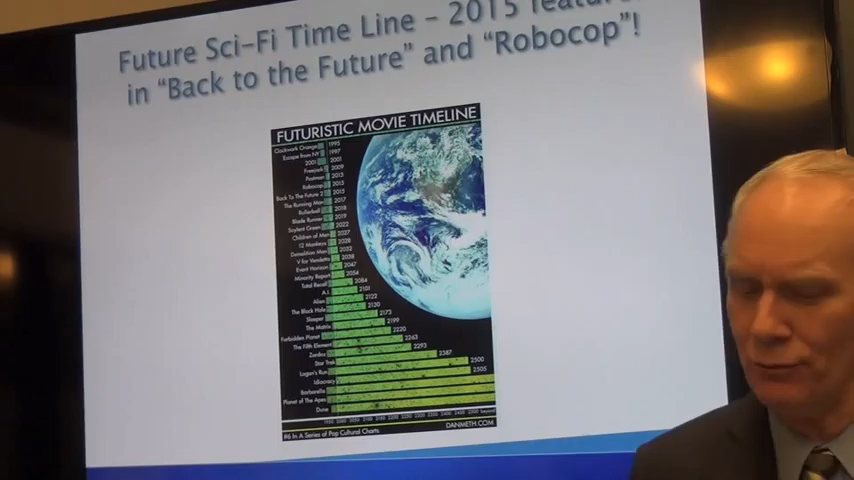 Future Sci-Fi Time Line - 2015 feature
in "Back to the Future" and "Robocop"!
FUTURISTIC MOVIE TIMELINE
Clockwork Orange 1995
Escape from NY 1997
2001 2001
Freejack 2009
Postman 2013
Robocop 2015
Back To The Future 2 2015
The Running Man 2017
Rollerball 2018
Blade Runner 2019
Soylent Green 2022
Children of Men 2027
12 Monkeys 2028
Demolition Man 2032
V for Vendetta 2038
Event Horizon 2047
Minority Report 2054
Total Recall 2084
A.I. 2101
Alien 2122
The Black Hole 2130
Sleeper 2173
The Matrix 2199
Forbidden Planet 2220
The Fifth Element 2263
Zardoz 2293
Star Trek 2387
Logan's Run
Idiocracy 2500
Barbarella
Planet of The Apes
Dune
#6 In A Series of Pop Cultural Charts
DANMETH.COM